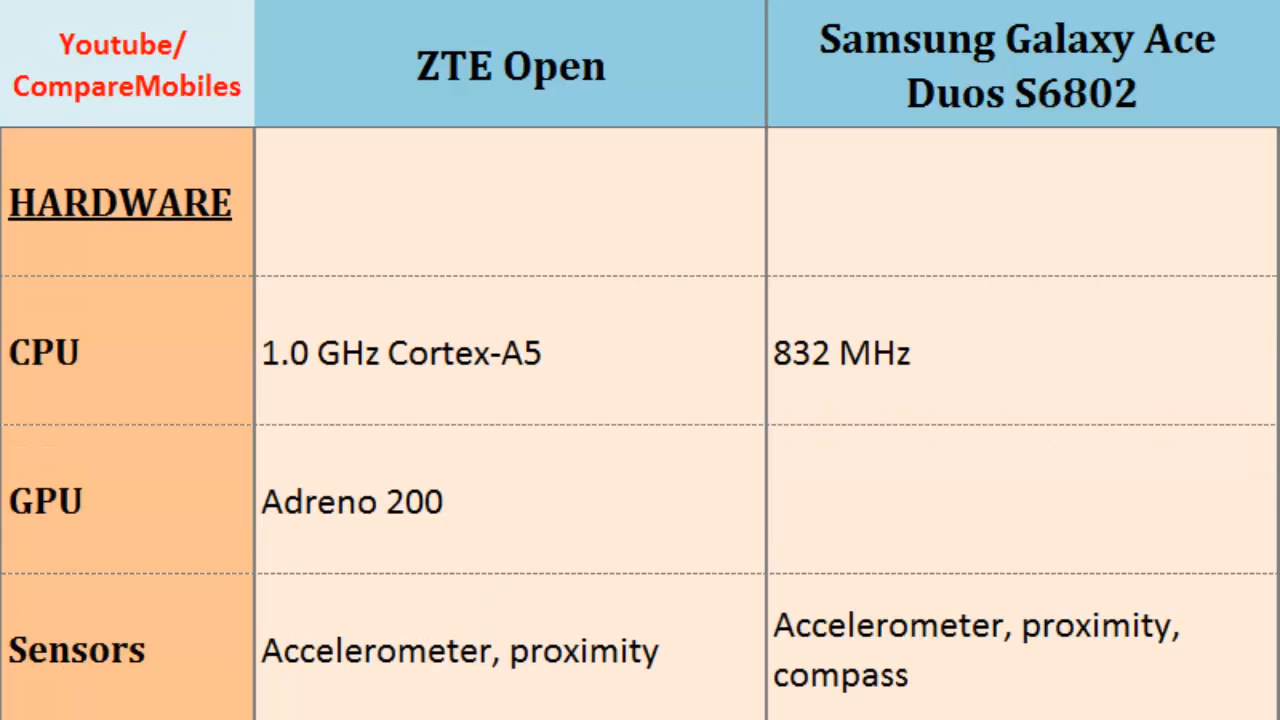 Youtube/
CompareMobiles
ZTE Open
Samsung Galaxy Ace
Duos S6802
HARDWARE
CPU
1.0 GHz Cortex-A5
832 MHz
GPU
Adreno 200
Sensors
Accelerometer, proximity
Accelerometer, proximity,
compass